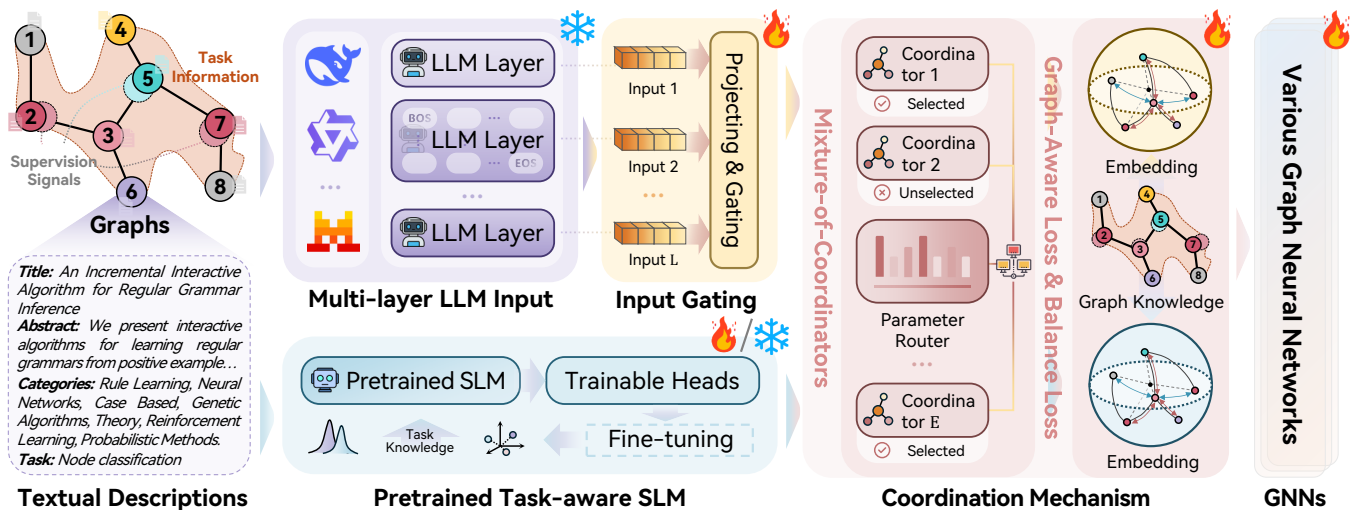 1
4
5
2
3
7
6
8
Task
Information
Supervision
Signals
Graphs
Title: An Incremental Interactive
Algorithm for Regular Grammar
Inference
Abstract: We present interactive
algorithms for learning regular
grammars from positive example…
Categories: Rule Learning, Neural
Networks, Case Based, Genetic
Algorithms, Theory, Reinforcement
Learning, Probabilistic Methods.
Task: Node classification
Textual Descriptions
LLM Layer
BOS
...
LLM Layer
...
EOS
...
...
LLM Layer
Multi-layer LLM Input
Input 1
Input 2
...
Input L
Projecting & Gating
Input Gating
Pretrained SLM
Trainable Heads
Task
Knowledge
Fine-tuning
Pretrained Task-aware SLM
Mixture-of-Coordinators
Coordina
tor 1
Selected
Coordina
tor 2
Unselected
Parameter
Router
...
Coordina
tor E
Selected
Graph-Aware Loss & Balance Loss
Embedding
1
4
5
2
3
7
6
8
Graph Knowledge
Embedding
Coordination Mechanism
Various Graph Neural Networks
GNNs